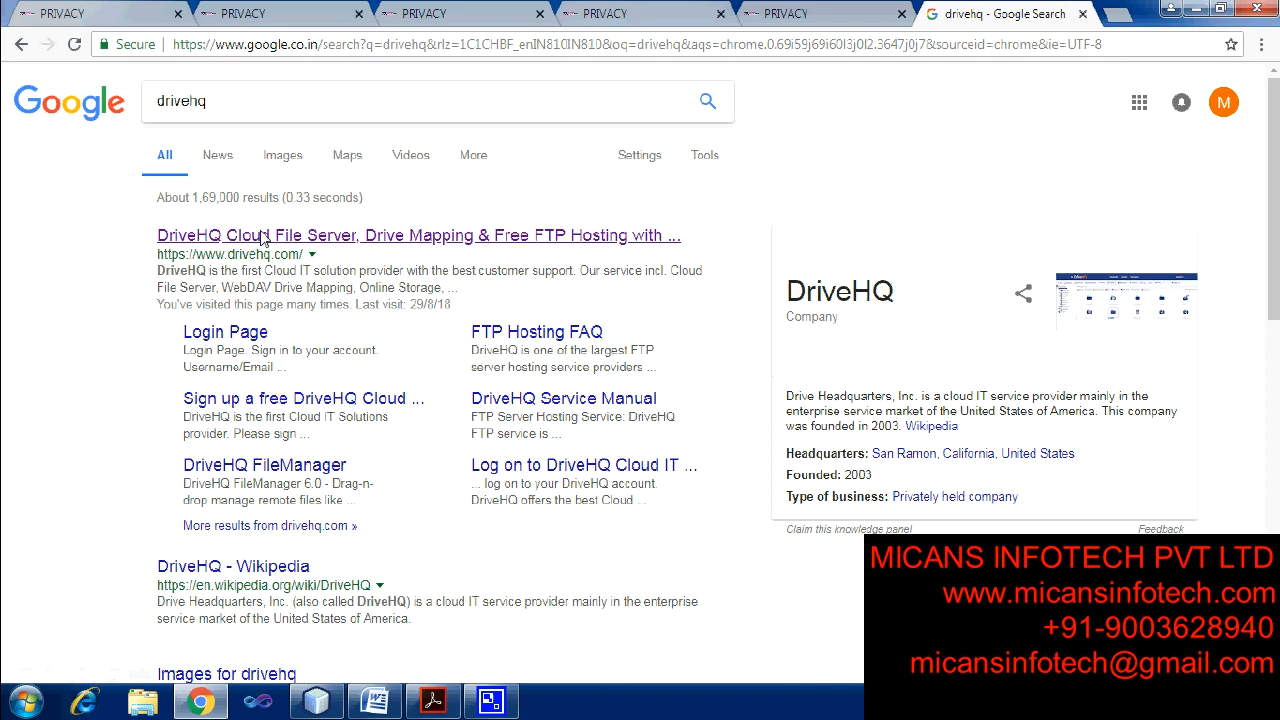 PRIVACY
PRIVACY
PRIVACY
PRIVACY
PRIVACY
drivehq - Google Search
Secure
https://www.google.co.in/search?q=drivehq&rlz=1C1CHBF_enIN810IN810&oq=drivehq&aqs=chrome.0.69i59j69i60l3j0l2.3647j0j7&sourceid=chrome&ie=UTF-8
Google
drivehq
M
All News Images Maps Videos More Settings Tools
About 1,69,000 results (0.33 seconds)
DriveHQ Cloud File Server, Drive Mapping & Free FTP Hosting with ...
https://www.drivehq.com/
DriveHQ is the first Cloud IT solution provider with the best customer support. Our service incl. Cloud
File Server, WebDAV Drive Mapping, Online Storage, ...
You've visited this page many times. Last visit: 29/8/18
Login Page
Login Page. Sign in to your account.
Username/Email ...
FTP Hosting FAQ
DriveHQ is one of the largest FTP
server hosting service providers ...
Sign up a free DriveHQ Cloud ...
DriveHQ is the first Cloud IT Solutions
provider. Please sign ...
DriveHQ Service Manual
FTP Server Hosting Service: DriveHQ
FTP service is ...
DriveHQ FileManager
DriveHQ FileManager 6.0 - Drag-n-
drop manage remote files like ...
Log on to DriveHQ Cloud IT ...
... log on to your DriveHQ account.
DriveHQ offers the best Cloud ...
More results from drivehq.com »
DriveHQ - Wikipedia
https://en.wikipedia.org/wiki/DriveHQ
Drive Headquarters, Inc. (also called DriveHQ) is a cloud IT service provider mainly in the enterprise
service market of the United States of America.
Images for drivehq
DriveHQ
Company
Drive Headquarters, Inc. is a cloud IT service provider mainly in the
enterprise service market of the United States of America. This company
was founded in 2003. Wikipedia
Headquarters: San Ramon, California, United States
Founded: 2003
Type of business: Privately held company
Claim this knowledge panel
Feedback
MICANS INFOTECH PVT LTD
www.micansinfotech.com
+91-9003628940
micansinfotech@gmail.com